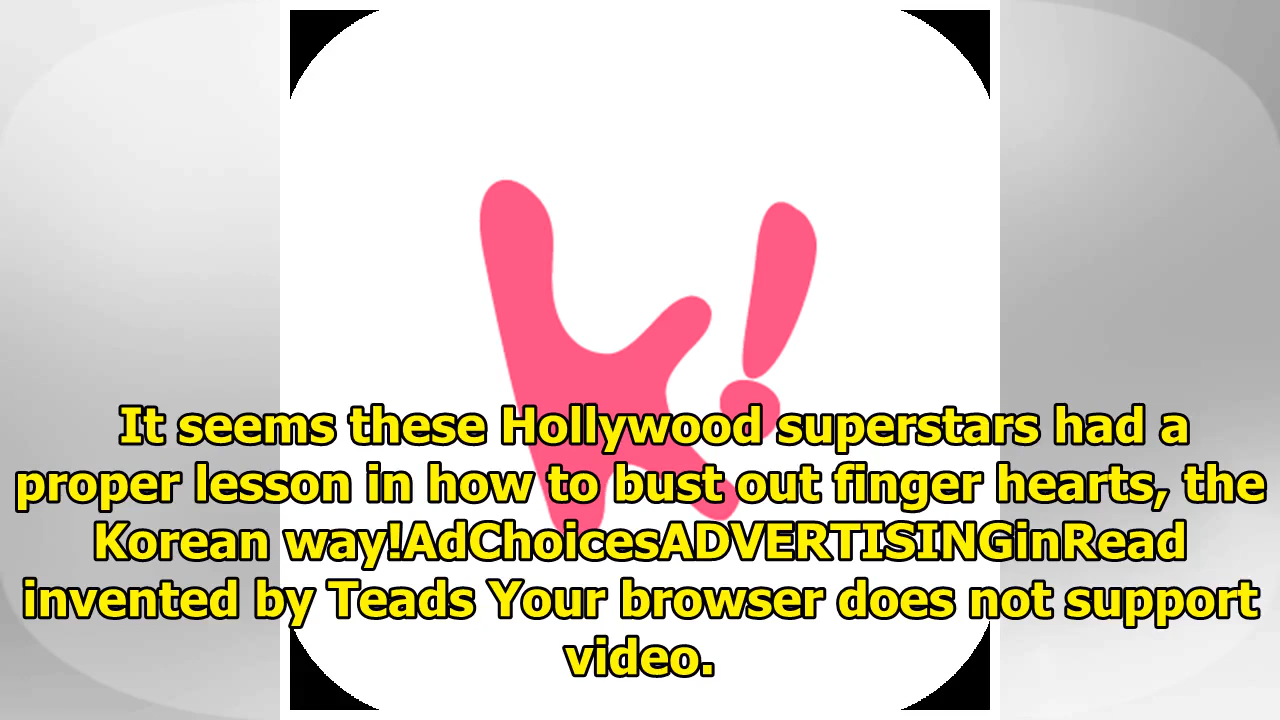 It seems these Hollywood superstars had a
proper lesson in how to bust out finger hearts, the
Korean way!AdChoicesADVERTISINGinRead
invented by Teads Your browser does not support
video.
k!